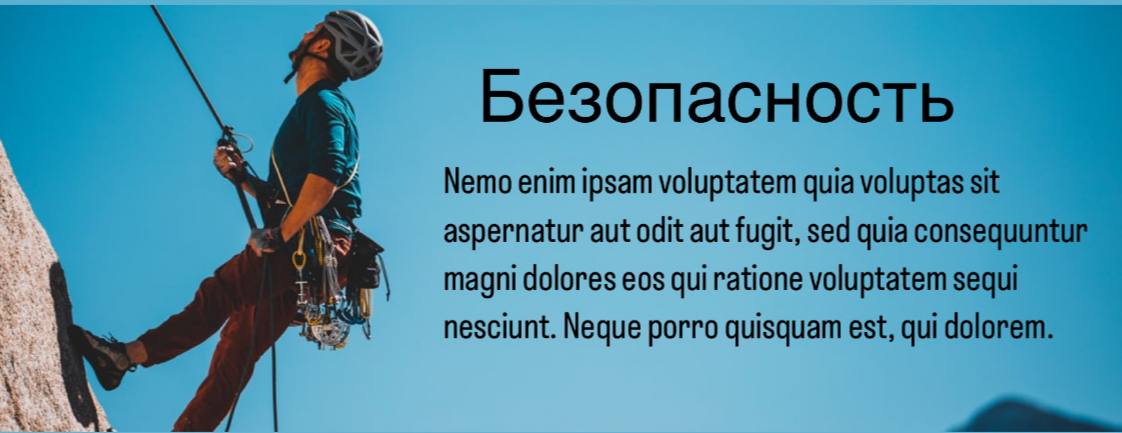 Безопасность
Nemo enim ipsam voluptatem quia voluptas sit
aspernatur aut odit aut fugit, sed quia consequuntur
magni dolores eos qui ratione voluptatem sequi
nesciunt. Neque porro quisquam est, qui dolorem.